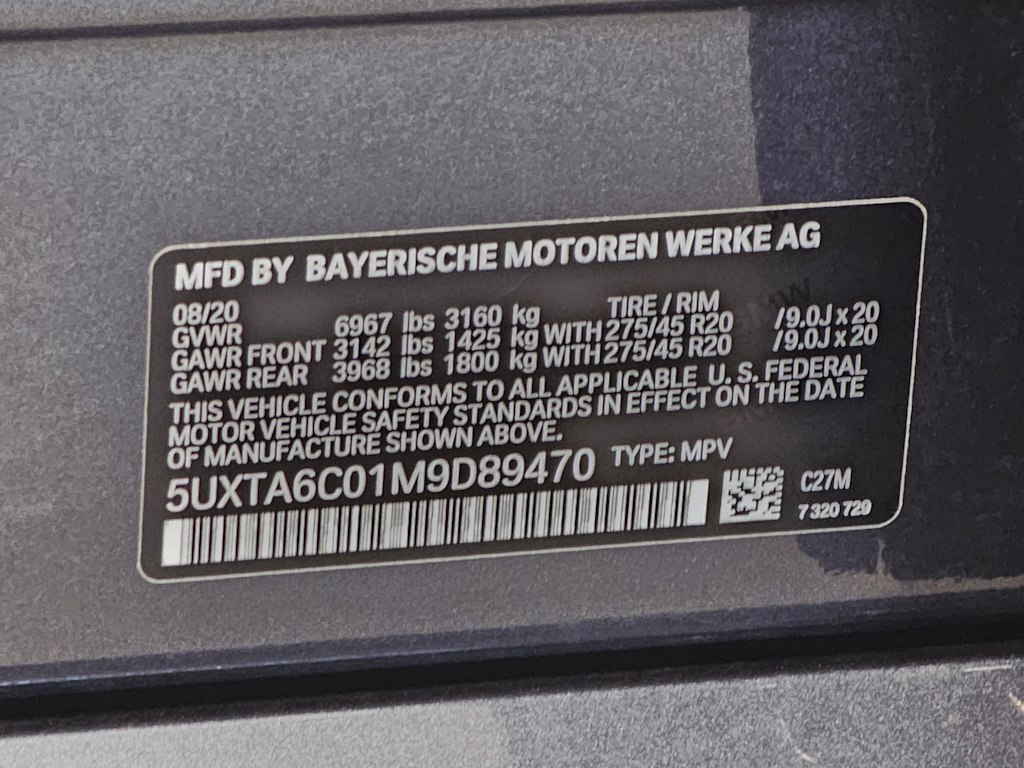 MFD BY BAYERISCHE MOTOREN WERKE AG
08/20 TIRE / RIM
GVWR 6967 lbs 3160 kg
GAWR FRONT 3142 lbs 1425 kg WITH 275/45 R20 /9.0J x 20
GAWR REAR 3968 lbs 1800 kg WITH 275/45 R20 /9.0J x 20
THIS VEHICLE CONFORMS TO ALL APPLICABLE U. S. FEDERAL
MOTOR VEHICLE SAFETY STANDARDS IN EFFECT ON THE DATE
OF MANUFACTURE SHOWN ABOVE.
5UXTA6C01M9D89470 TYPE: MPV
C27M
7 320 729